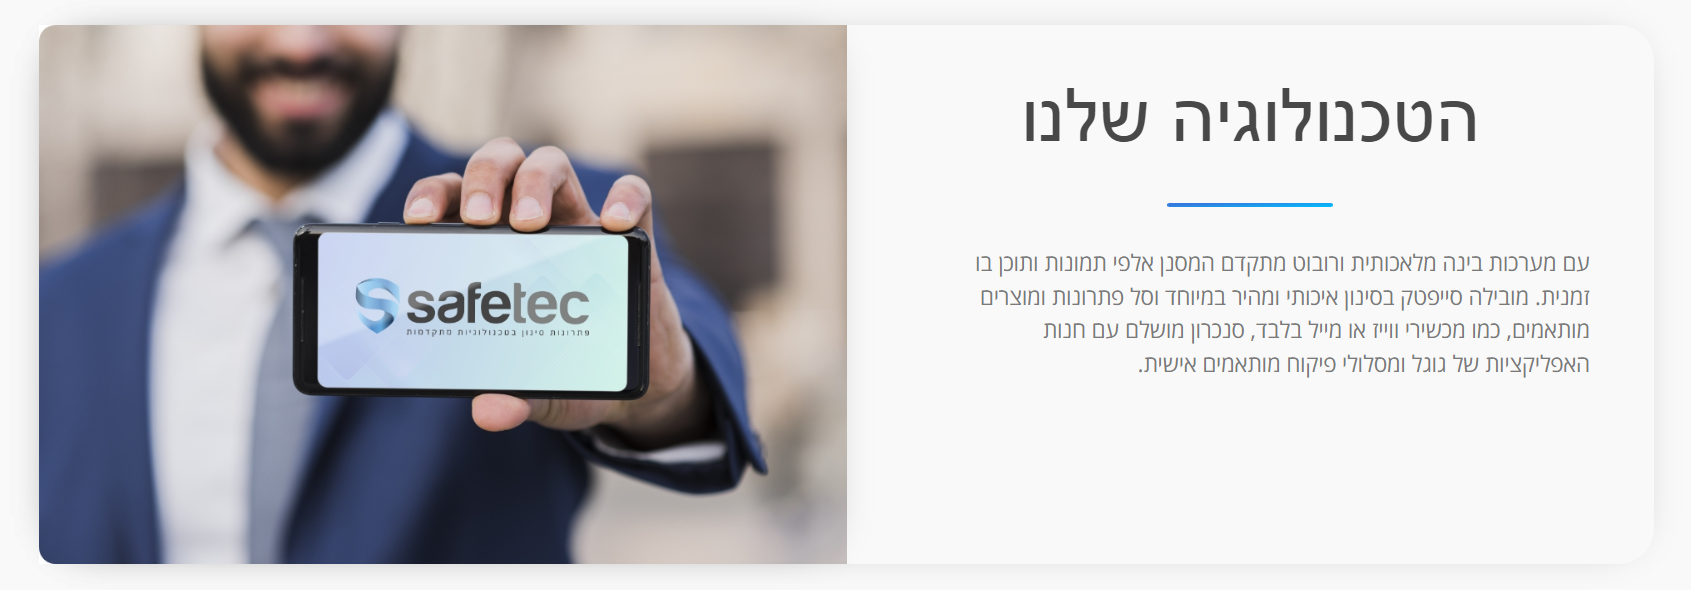 הטכנולוגיה שלנו
עם מערכות בינה מלאכותית ורובוט מתקדם המסנן אלפי תמונות ותוכן בו
זמנית. מובילה סייפטק בסינון איכותי ומהיר במיוחד וסל פתרונות ומוצרים
מותאמים, כמו מכשירי ווייז או מייל בלבד, סנכרון מושלם עם חנות
האפליקציות של גוגל ומסלולי פיקוח מותאמים אישית.
safetec
פתרונות סינון בטכנולוגיות מתקדמות